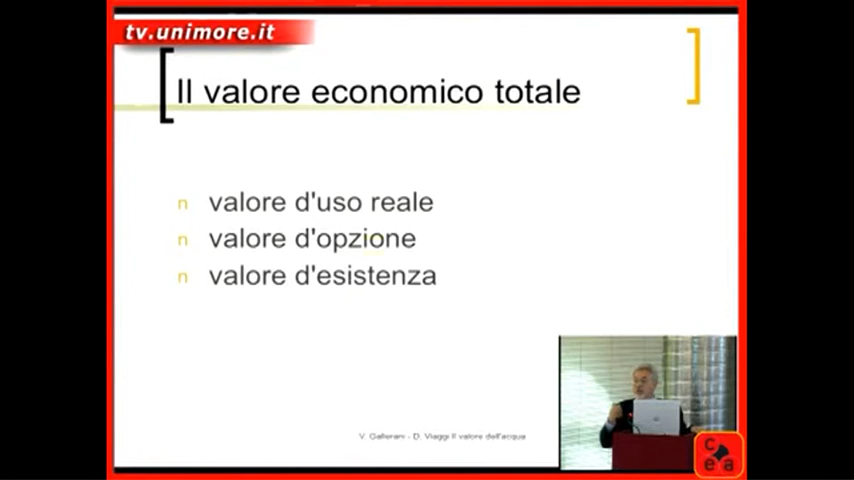 tv.unimore.it
Il valore economico totale
n valore d'uso reale
n valore d'opzione
n valore d'esistenza
V. Gallerani - D. Viaggi Il valore dell'acqua
c
e a